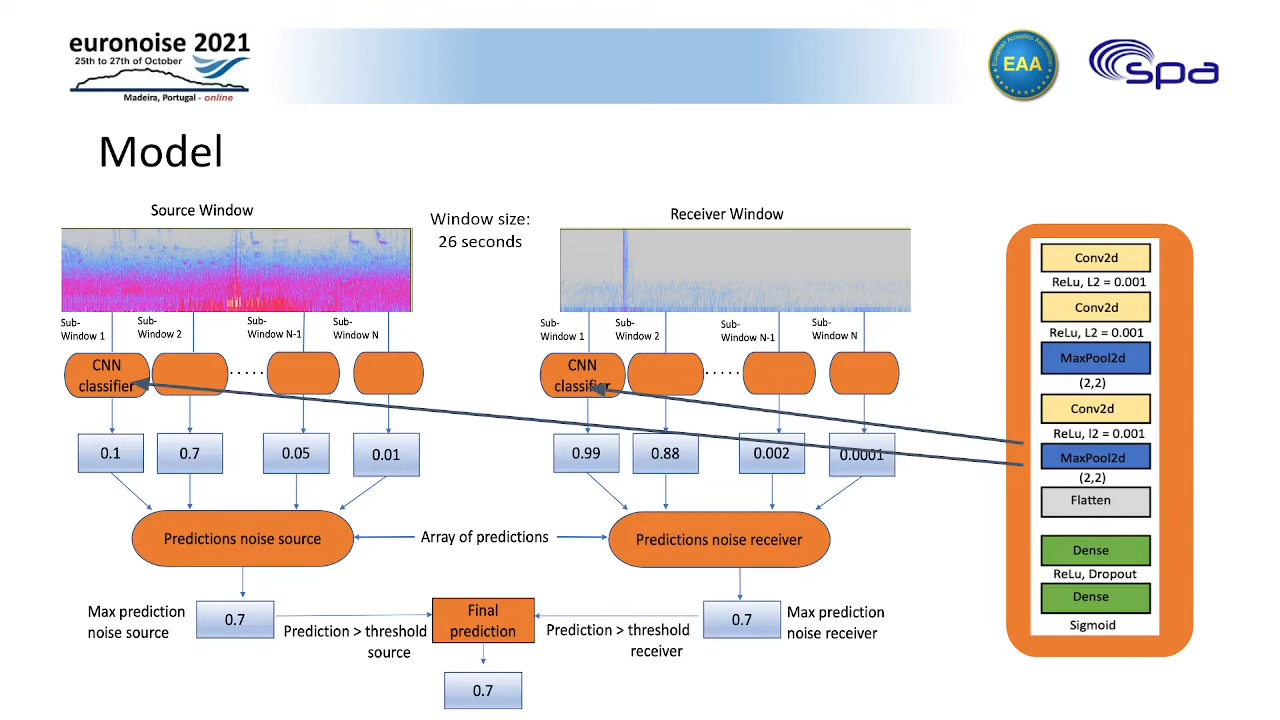 euronoise 2021
25th to 27th of October
Madeira, Portugal - online
European Acoustics Association
EAA
spa
Model
Source Window
Window size:
26 seconds
Receiver Window
Sub-
Window 1
Sub-
Window 2
Sub-
Window N-1
Sub-
Window N
Sub-
Window 1
Sub-
Window 2
Sub-
Window N-1
Sub-
Window N
CNN
classifier
.....
CNN
classifier
.....
0.1
0.7
0.05
0.01
0.99
0.88
0.002
0.0001
Predictions noise source
Array of predictions
Predictions noise receiver
Max prediction
noise source
0.7
Prediction > threshold
source
Final
prediction
Prediction > threshold
receiver
0.7
Max prediction
noise receiver
0.7
Conv2d
ReLu, L2 = 0.001
Conv2d
ReLu, L2 = 0.001
MaxPool2d
(2,2)
Conv2d
ReLu, l2 = 0.001
MaxPool2d
(2,2)
Flatten
Dense
ReLu, Dropout
Dense
Sigmoid